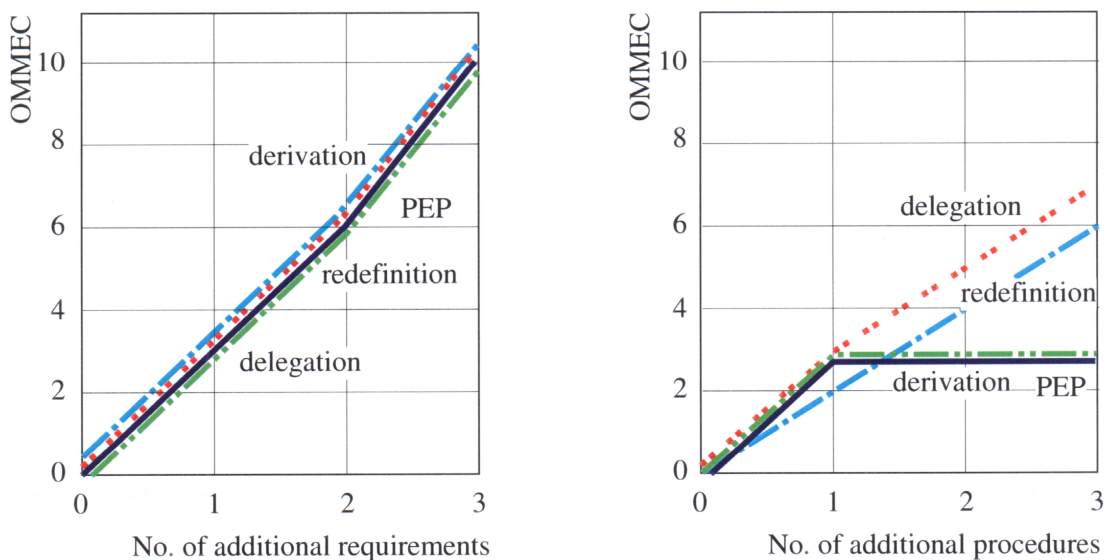 OMMEC
10
8
6
4
2
0
derivation
PEP
redefinition
delegation
0 1 2 3
No. of additional requirements
OMMEC
10
8
6
4
2
0
delegation
redefinition
derivation
PEP
0 1 2 3
No. of additional procedures